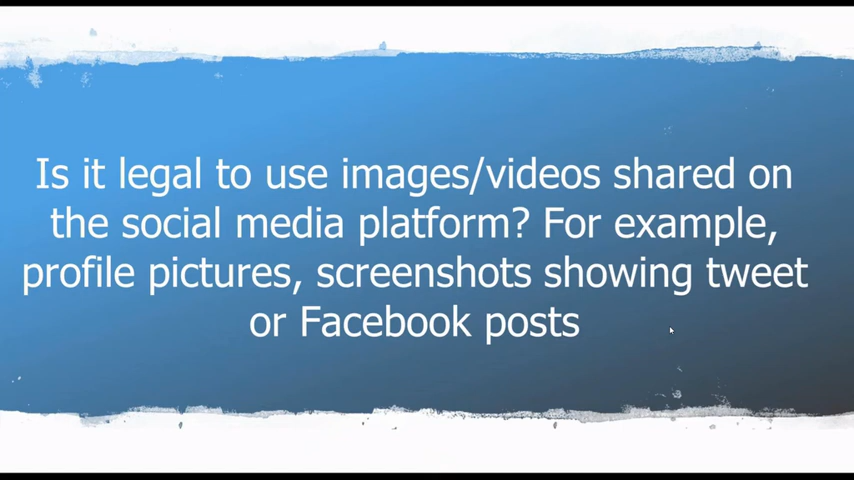 Is it legal to use images/videos shared on
the social media platform? For example,
profile pictures, screenshots showing tweet
or Facebook posts